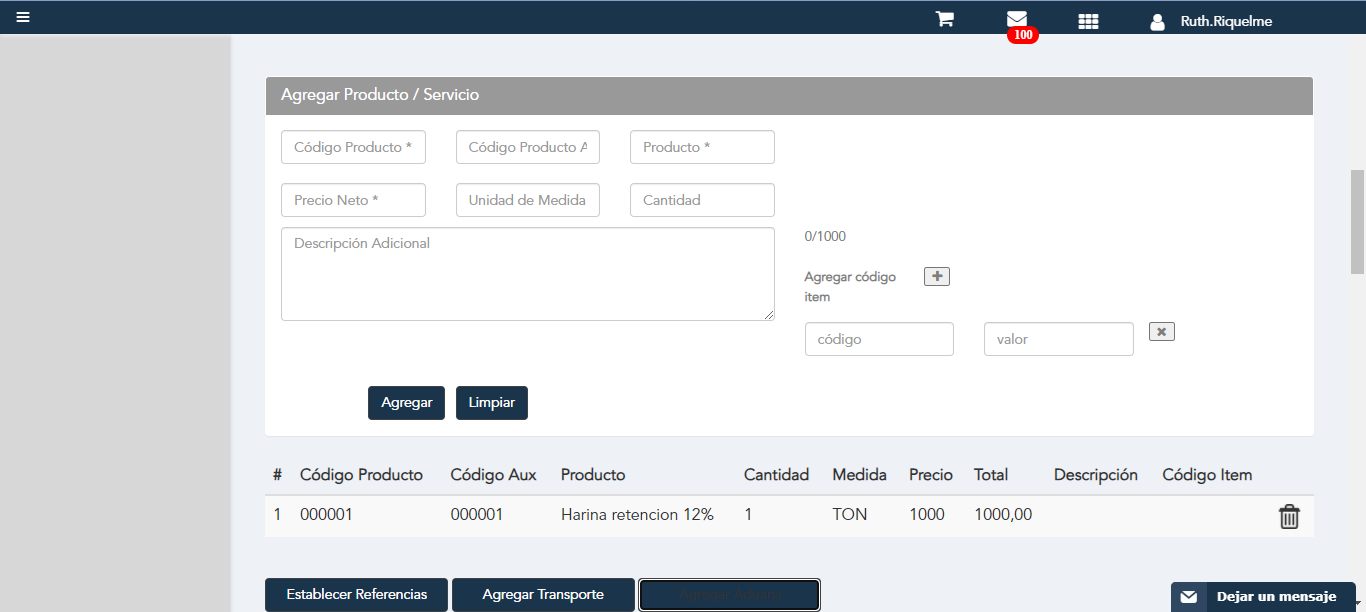 100
Ruth.Riquelme
Agregar Producto / Servicio
Código Producto *
Código Producto A
Producto *
Precio Neto *
Unidad de Medida
Cantidad
Descripción Adicional
0/1000
Agregar código
item
código
valor
Agregar
Limpiar
# Código Producto Código Aux Producto Cantidad Medida Precio Total Descripción Código Item
1 000001 000001 Harina retencion 12% 1 TON 1000 1000,00
Establecer Referencias
Agregar Transporte
Dejar un mensaje